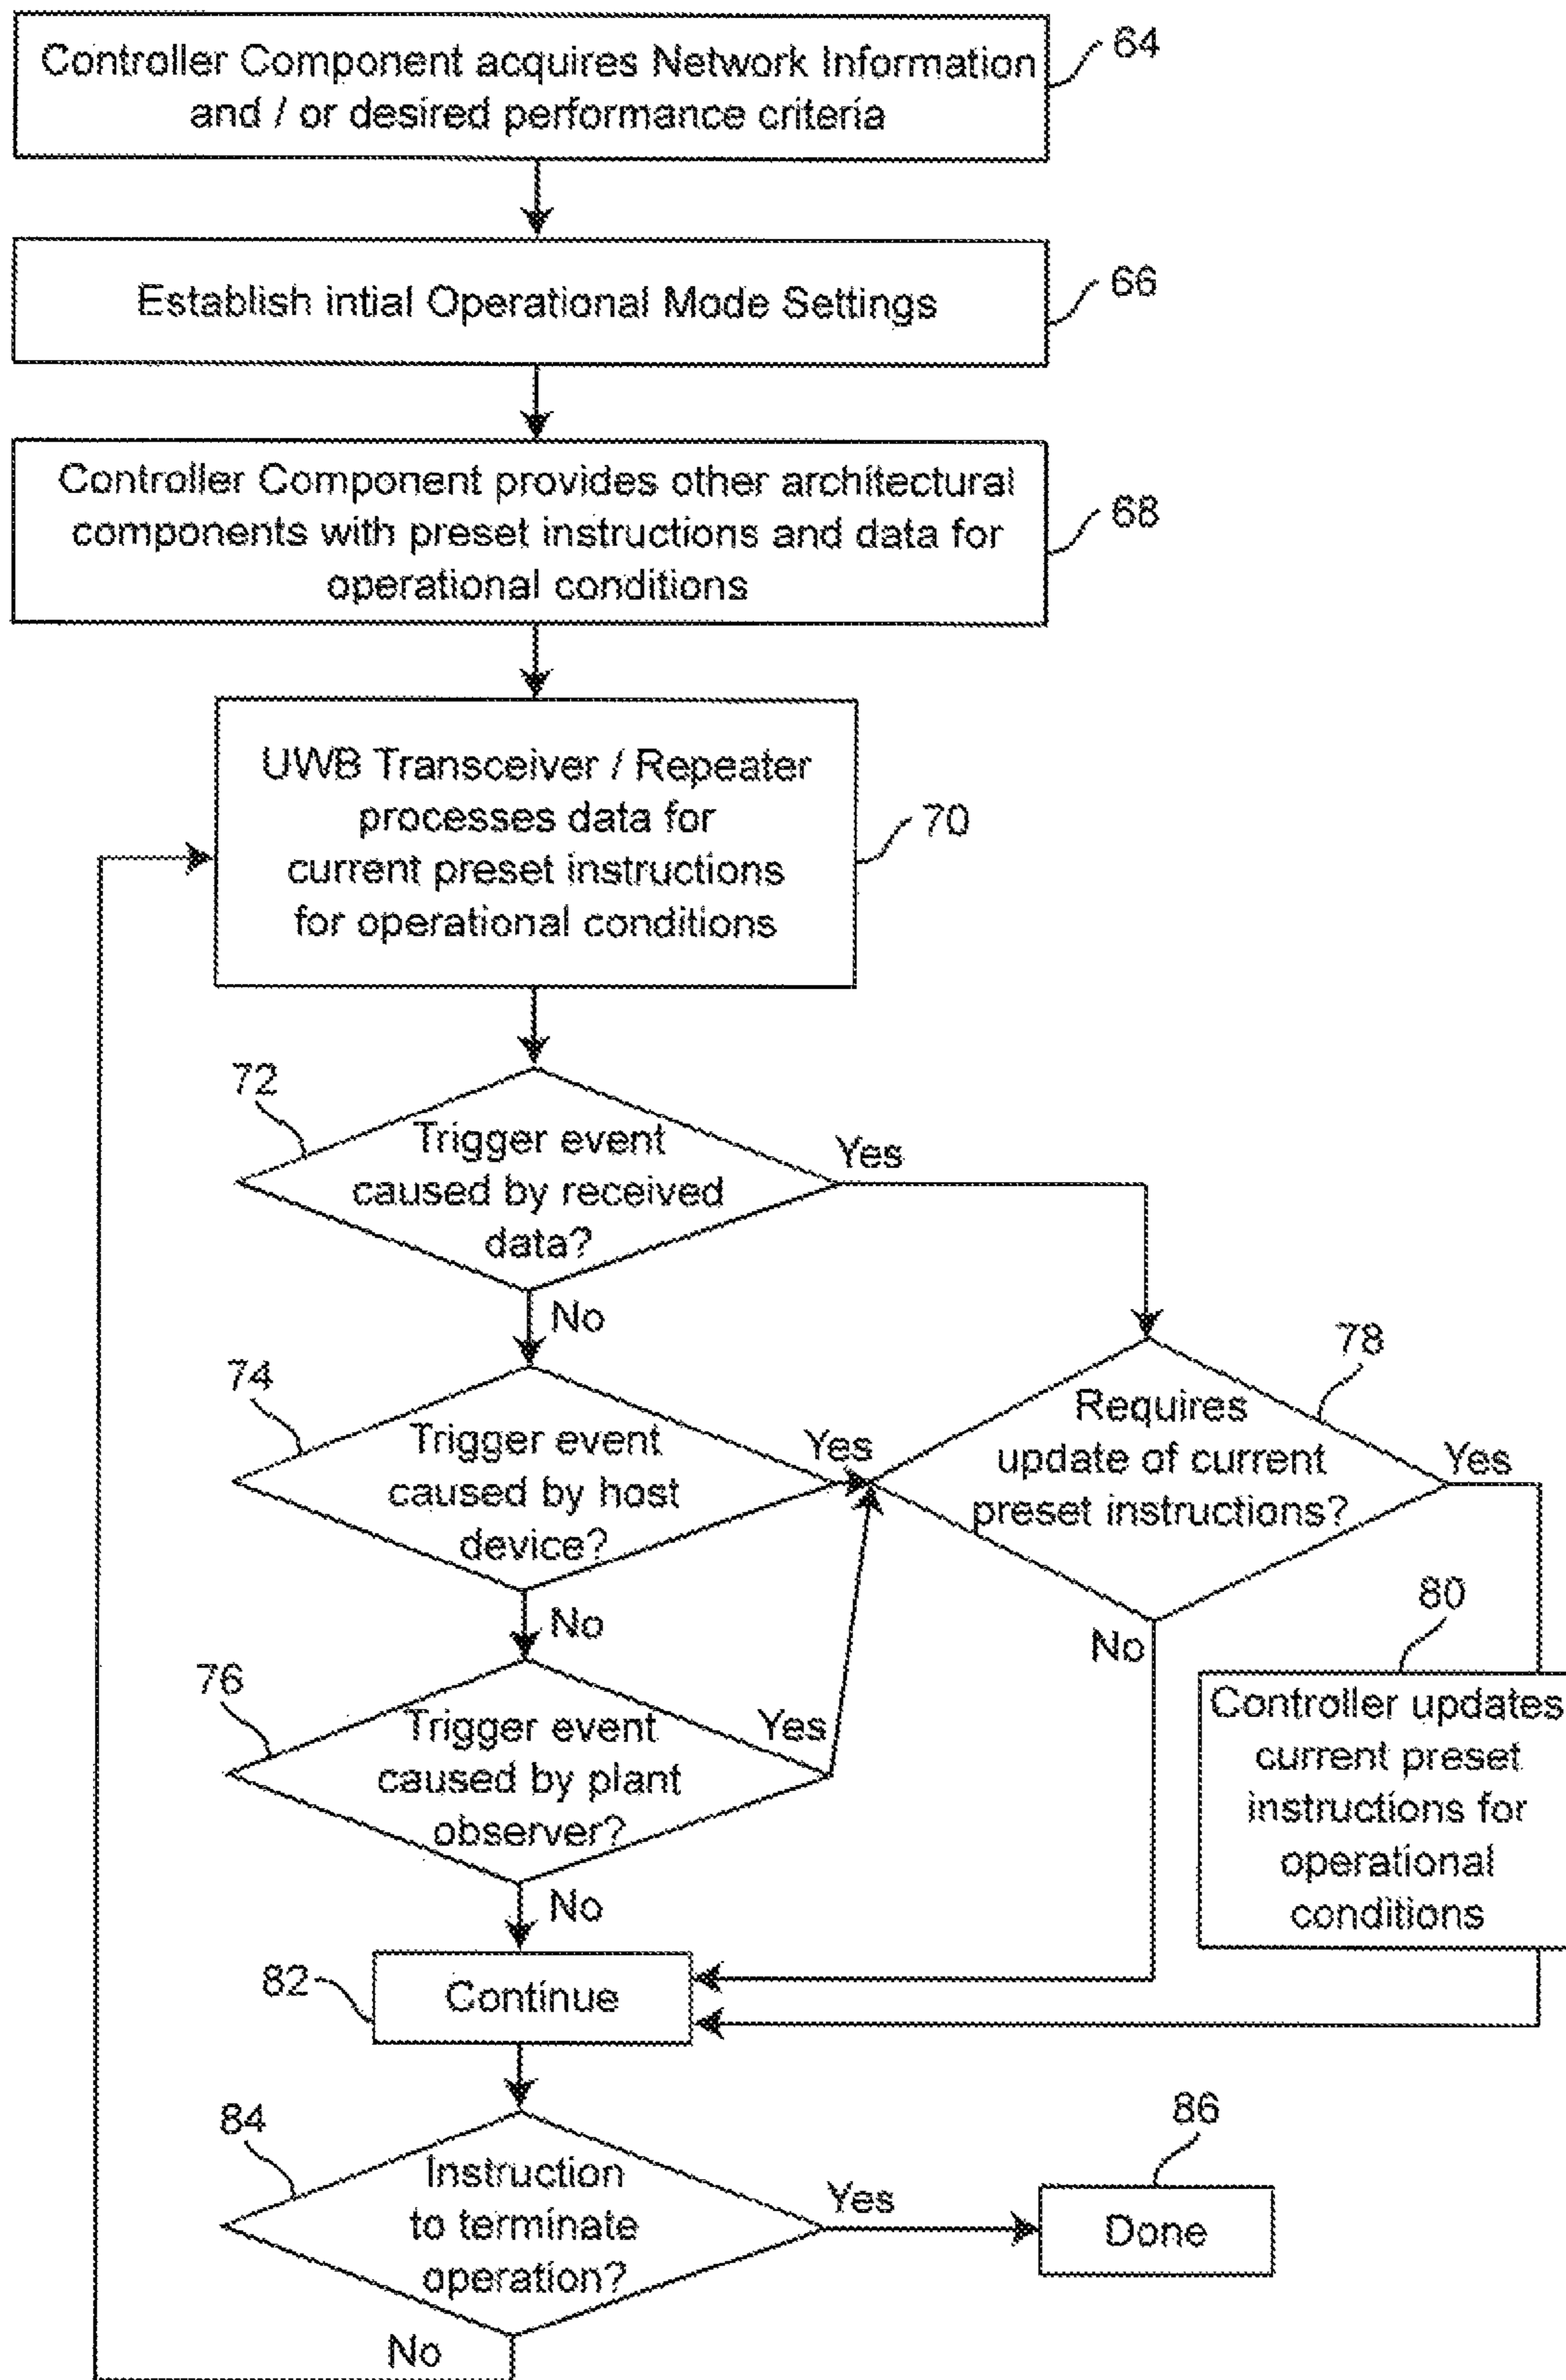 Controller Component acquires Network Information
and / or desired performance criteria
64
Establish intial Operational Mode Settings
66
Controller Component provides other architectural
components with preset instructions and data for
operational conditions
68
UWB Transceiver / Repeater
processes data for
current preset instructions
for operational conditions
70
72
Trigger event
caused by received
data?
Yes
No
74
Trigger event
caused by host
device?
Yes
No
78
Requires
update of current
preset instructions?
Yes
No
76
Trigger event
caused by plant
observer?
Yes
No
80
Controller updates
current preset
instructions for
operational
conditions
82
Continue
84
Instruction
to terminate
operation?
Yes
No
86
Done